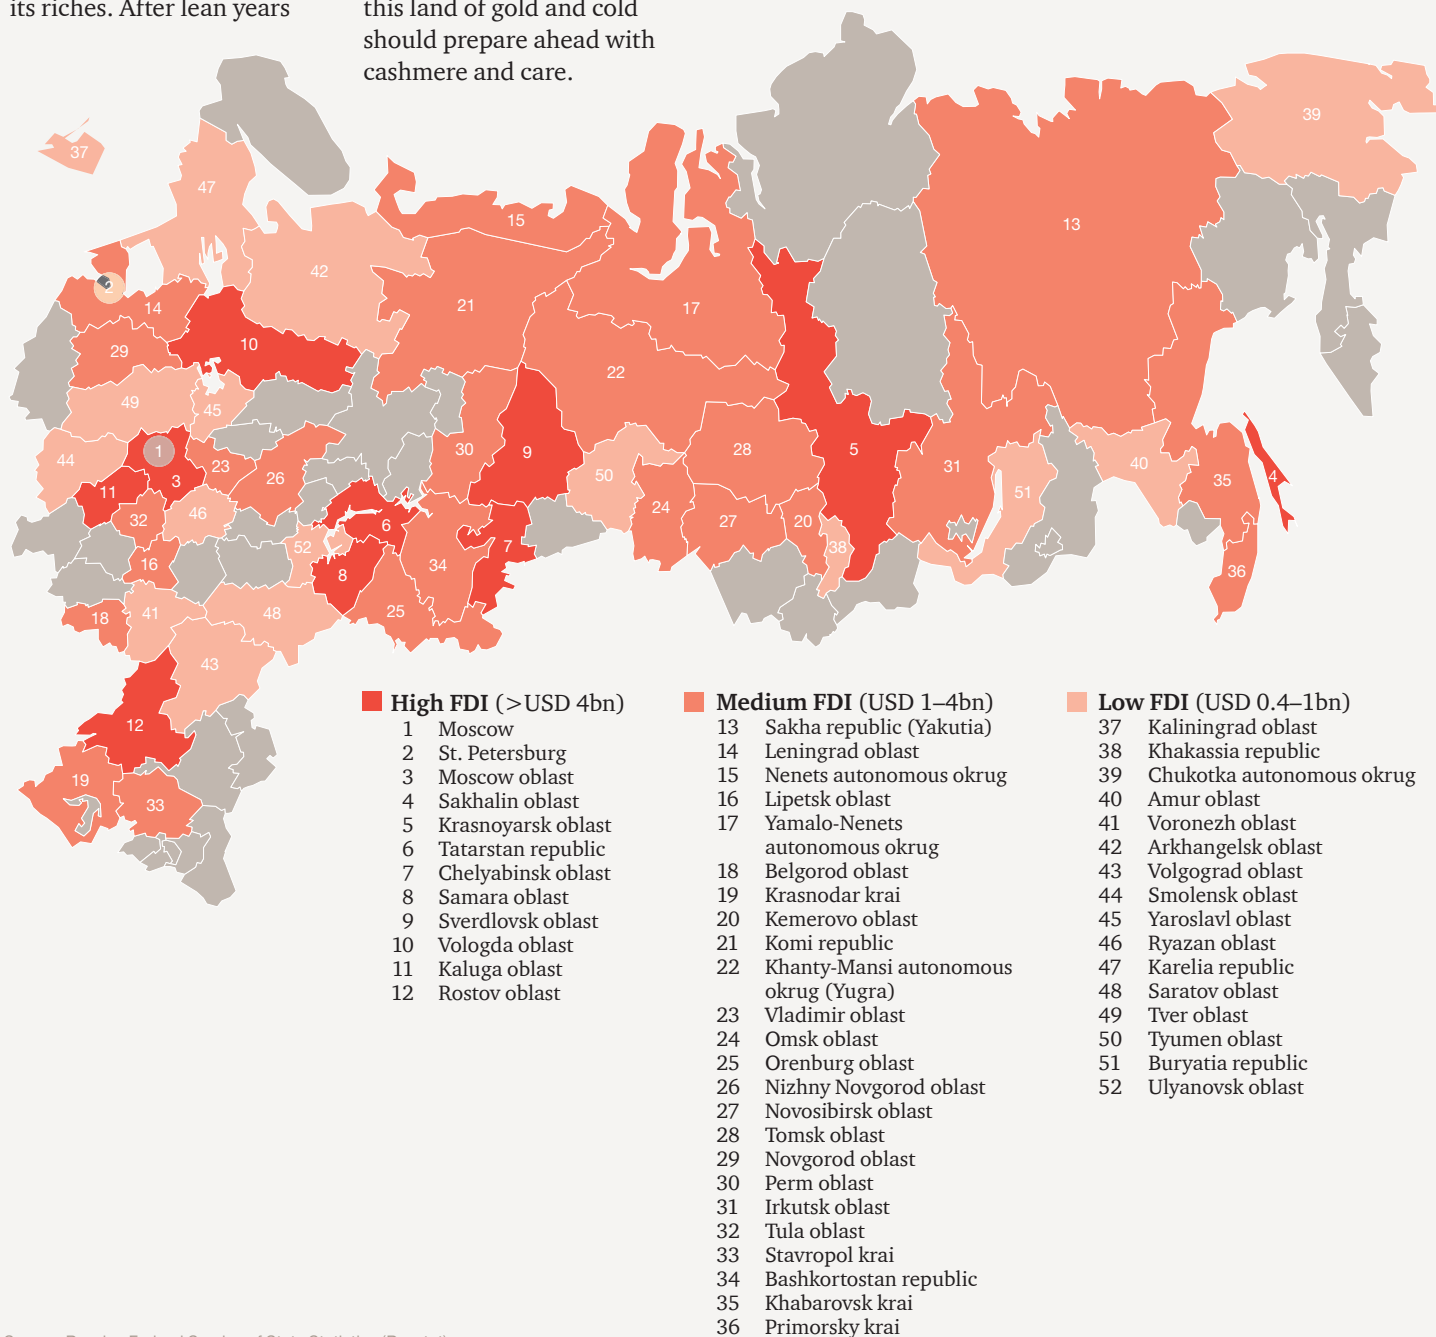 its riches. After lean years
this land of gold and cold
should prepare ahead with
cashmere and care.
37
47
39
15
13
42
2
14
21
17
10
29
22
49
45
44
1
3
23
26
30
9
28
5
31
40
4
11
50
51
35
32
46
6
24
27
20
52
7
38
16
8
34
36
18
41
48
25
43
12
19
33
High FDI (>USD 4bn)
1 Moscow
2 St. Petersburg
3 Moscow oblast
4 Sakhalin oblast
5 Krasnoyarsk oblast
6 Tatarstan republic
7 Chelyabinsk oblast
8 Samara oblast
9 Sverdlovsk oblast
10 Vologda oblast
11 Kaluga oblast
12 Rostov oblast
Medium FDI (USD 1–4bn)
13 Sakha republic (Yakutia)
14 Leningrad oblast
15 Nenets autonomous okrug
16 Lipetsk oblast
17 Yamalo-Nenets
autonomous okrug
18 Belgorod oblast
19 Krasnodar krai
20 Kemerovo oblast
21 Komi republic
22 Khanty-Mansi autonomous
okrug (Yugra)
23 Vladimir oblast
24 Omsk oblast
25 Orenburg oblast
26 Nizhny Novgorod oblast
27 Novosibirsk oblast
28 Tomsk oblast
29 Novgorod oblast
30 Perm oblast
31 Irkutsk oblast
32 Tula oblast
33 Stavropol krai
34 Bashkortostan republic
35 Khabarovsk krai
36 Primorsky krai
Low FDI (USD 0.4–1bn)
37 Kaliningrad oblast
38 Khakassia republic
39 Chukotka autonomous okrug
40 Amur oblast
41 Voronezh oblast
42 Arkhangelsk oblast
43 Volgograd oblast
44 Smolensk oblast
45 Yaroslavl oblast
46 Ryazan oblast
47 Karelia republic
48 Saratov oblast
49 Tver oblast
50 Tyumen oblast
51 Buryatia republic
52 Ulyanovsk oblast